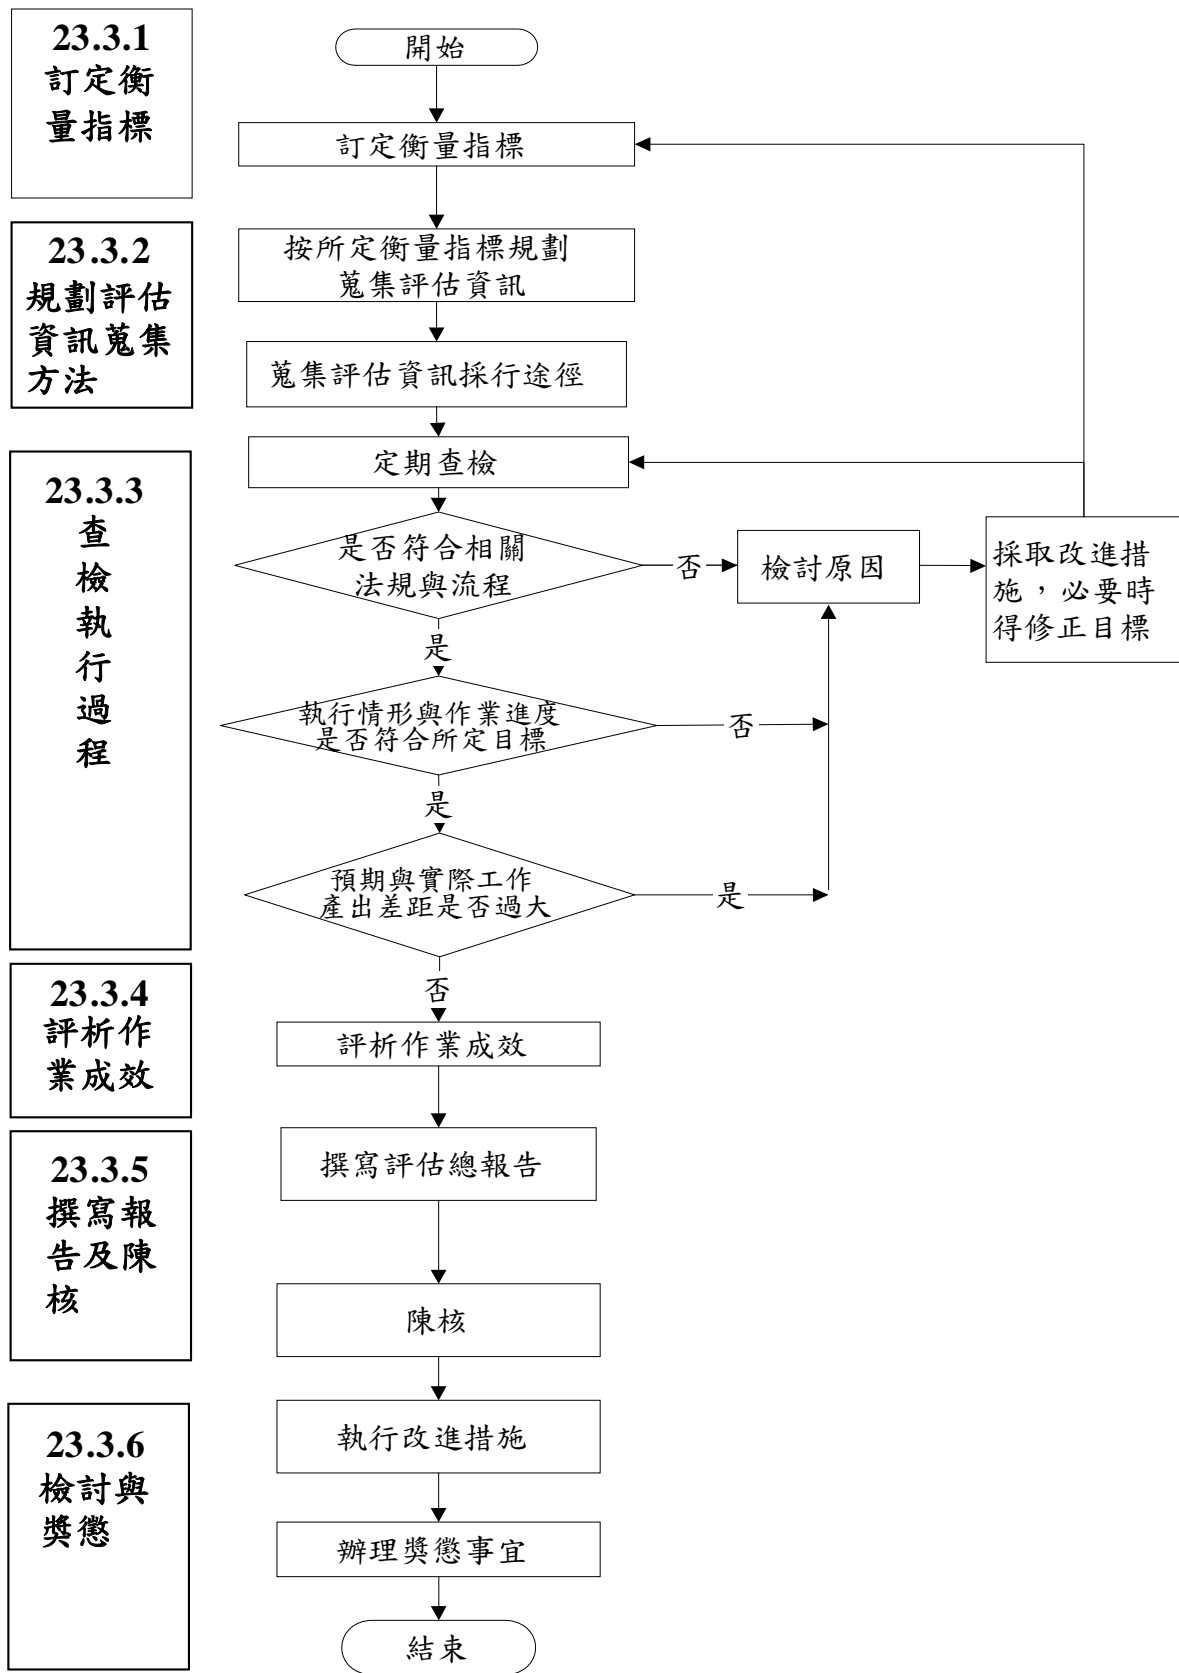 23.3.1
訂定衡
量指標
開始
訂定衡量指標
23.3.2
規劃評估
資訊蒐集
方法
按所定衡量指標規劃
蒐集評估資訊
蒐集評估資訊採行途徑
23.3.3
查
檢
執
行
過
程
定期查檢
是否符合相關
法規與流程
否
檢討原因
採取改進措
施，必要時
得修正目標
是
執行情形與作業進度
是否符合所定目標
否
是
預期與實際工作
產出差距是否過大
是
否
23.3.4
評析作
業成效
評析作業成效
23.3.5
撰寫報
告及陳
核
撰寫評估總報告
陳核
23.3.6
檢討與
獎懲
執行改進措施
辦理獎懲事宜
結束